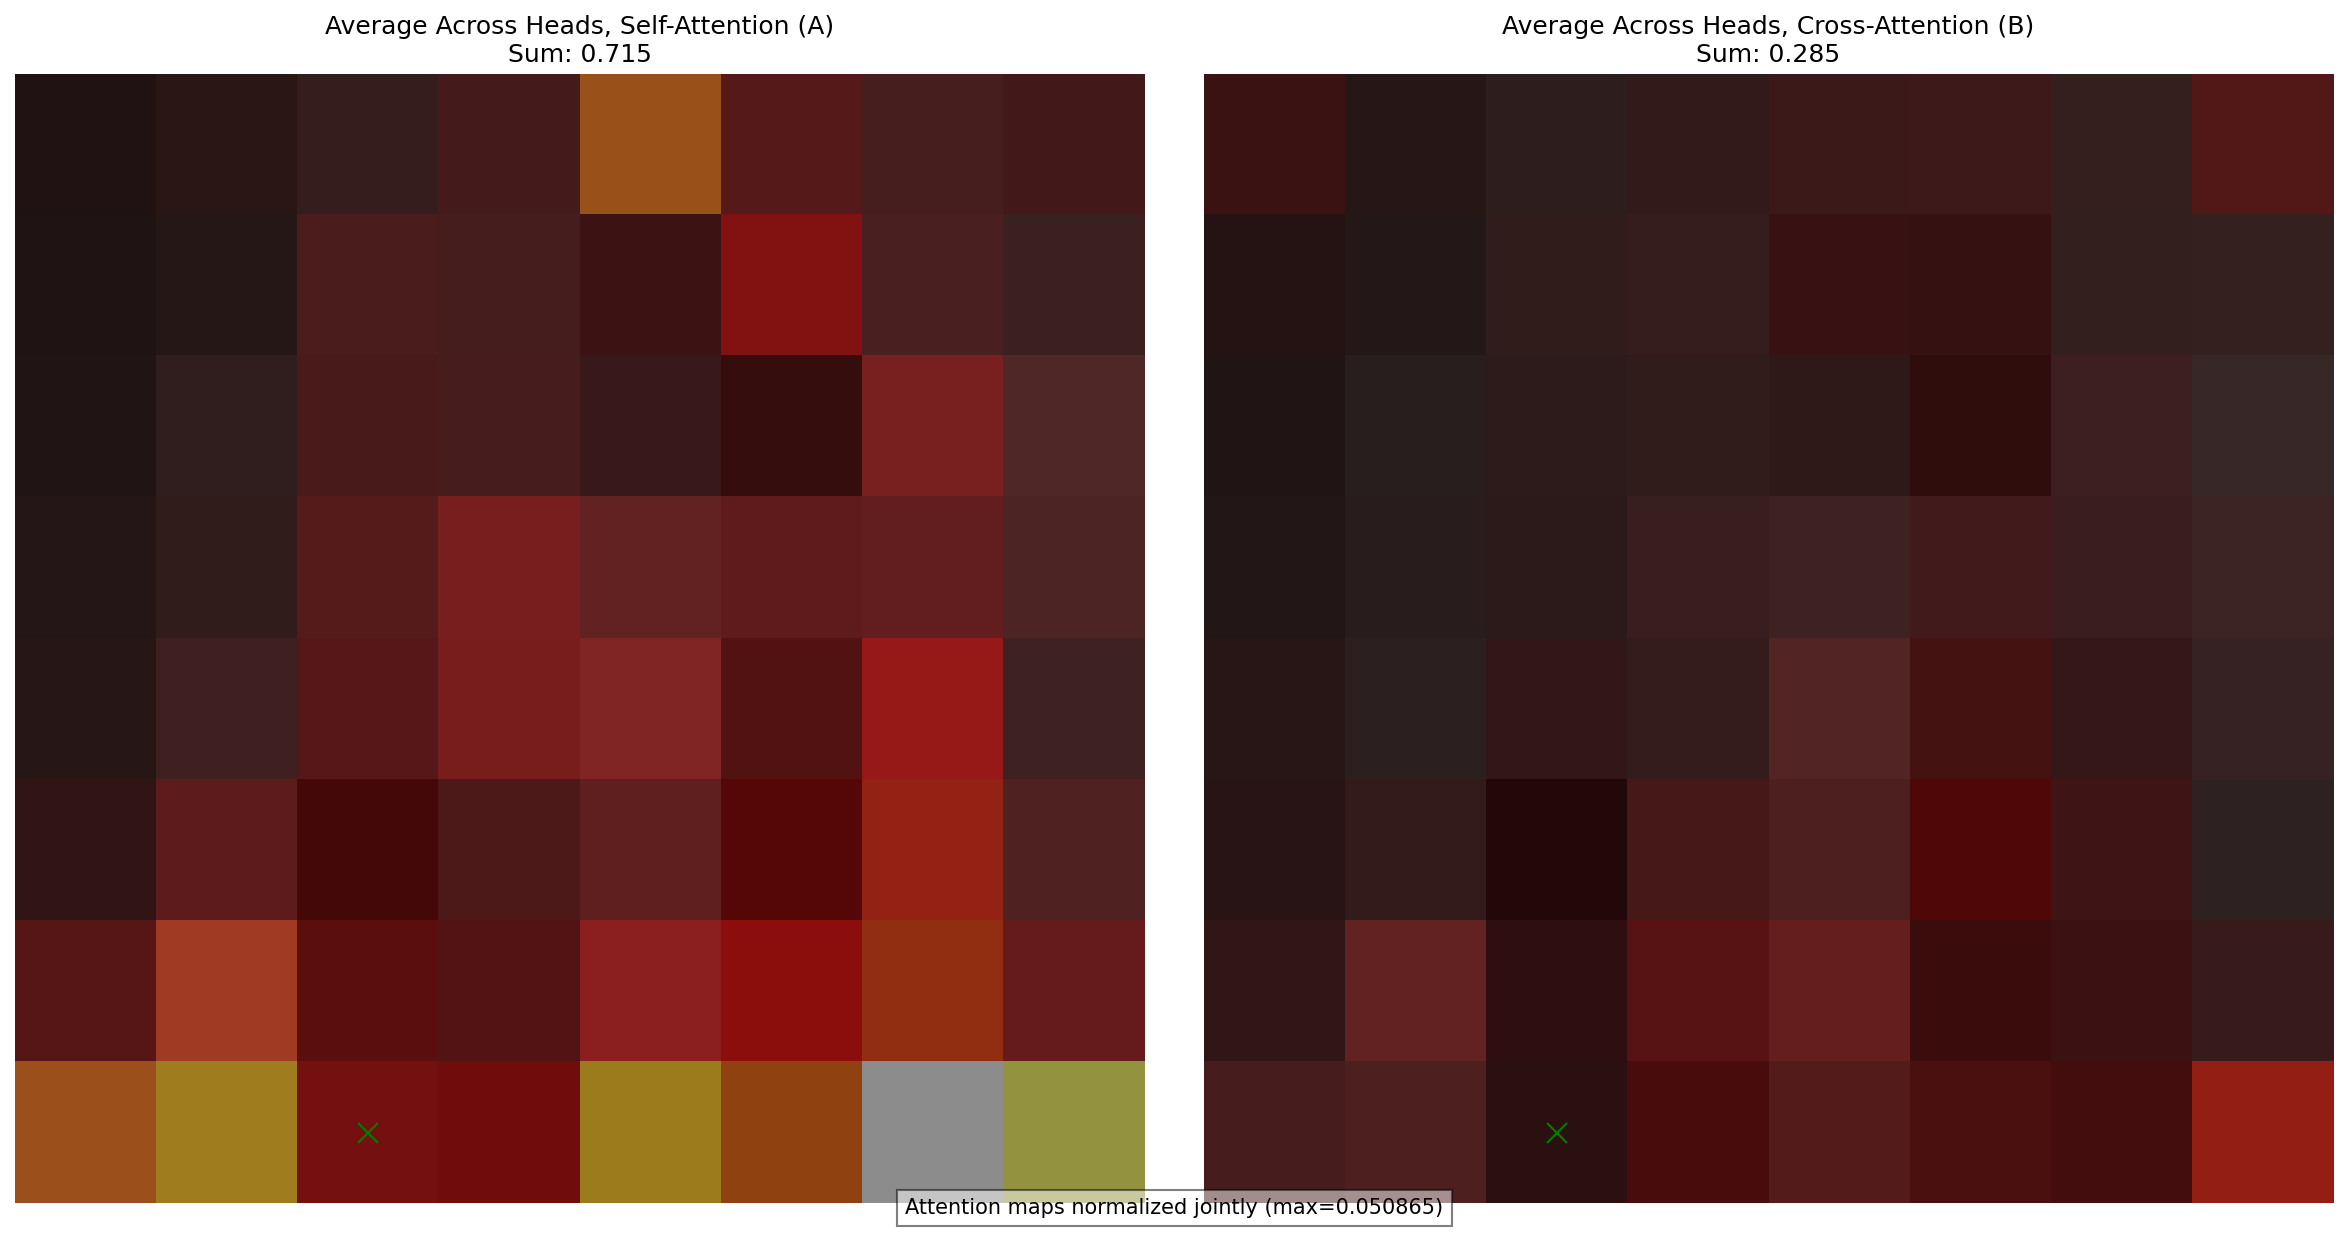 Average Across Heads, Self-Attention (A)
Sum: 0.715
Average Across Heads, Cross-Attention (B)
Sum: 0.285
Attention maps normalized jointly (max=0.050865)